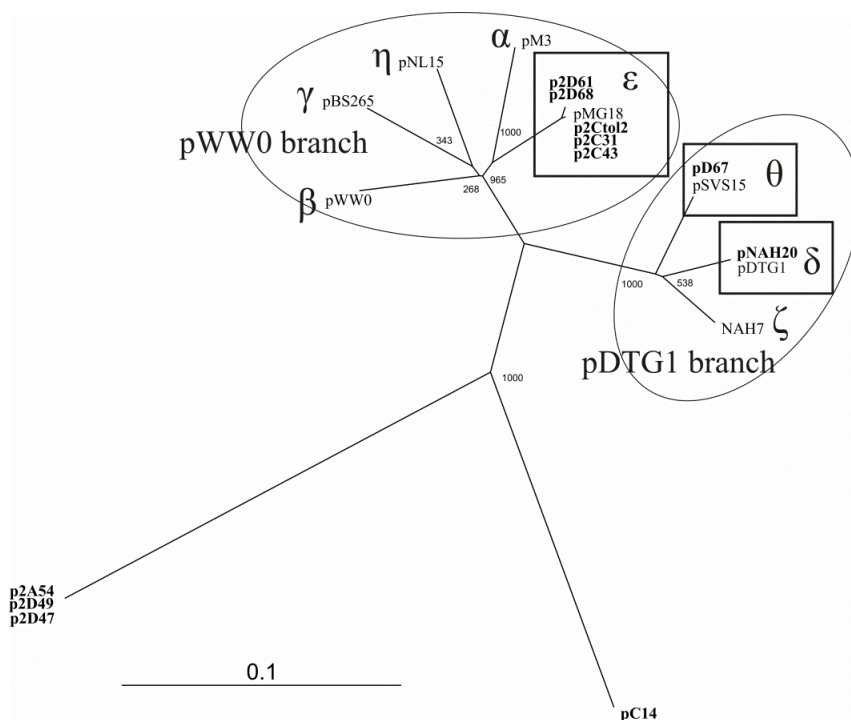 α
pM3
η
pNL15
γ
pBS265
343
1000
pWW0 branch
β
pWW0
268
965
ε
p2D61
p2D68
pMG18
p2Ctol2
p2C31
p2C43
pD67
pSVS15
θ
pNAH20
pDTG1
δ
1000
538
NAH7
ζ
pDTG1 branch
1000
p2A54
p2D49
p2D47
0.1
pC14